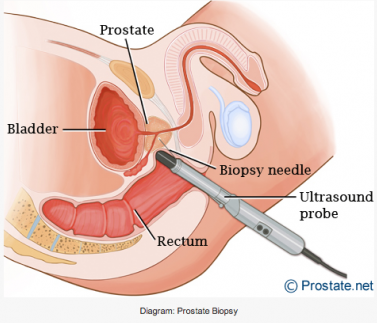 Prostate
Bladder
Biopsy needle
Ultrasound
probe
Rectum
© Prostate.net
Diagram: Prostate Biopsy